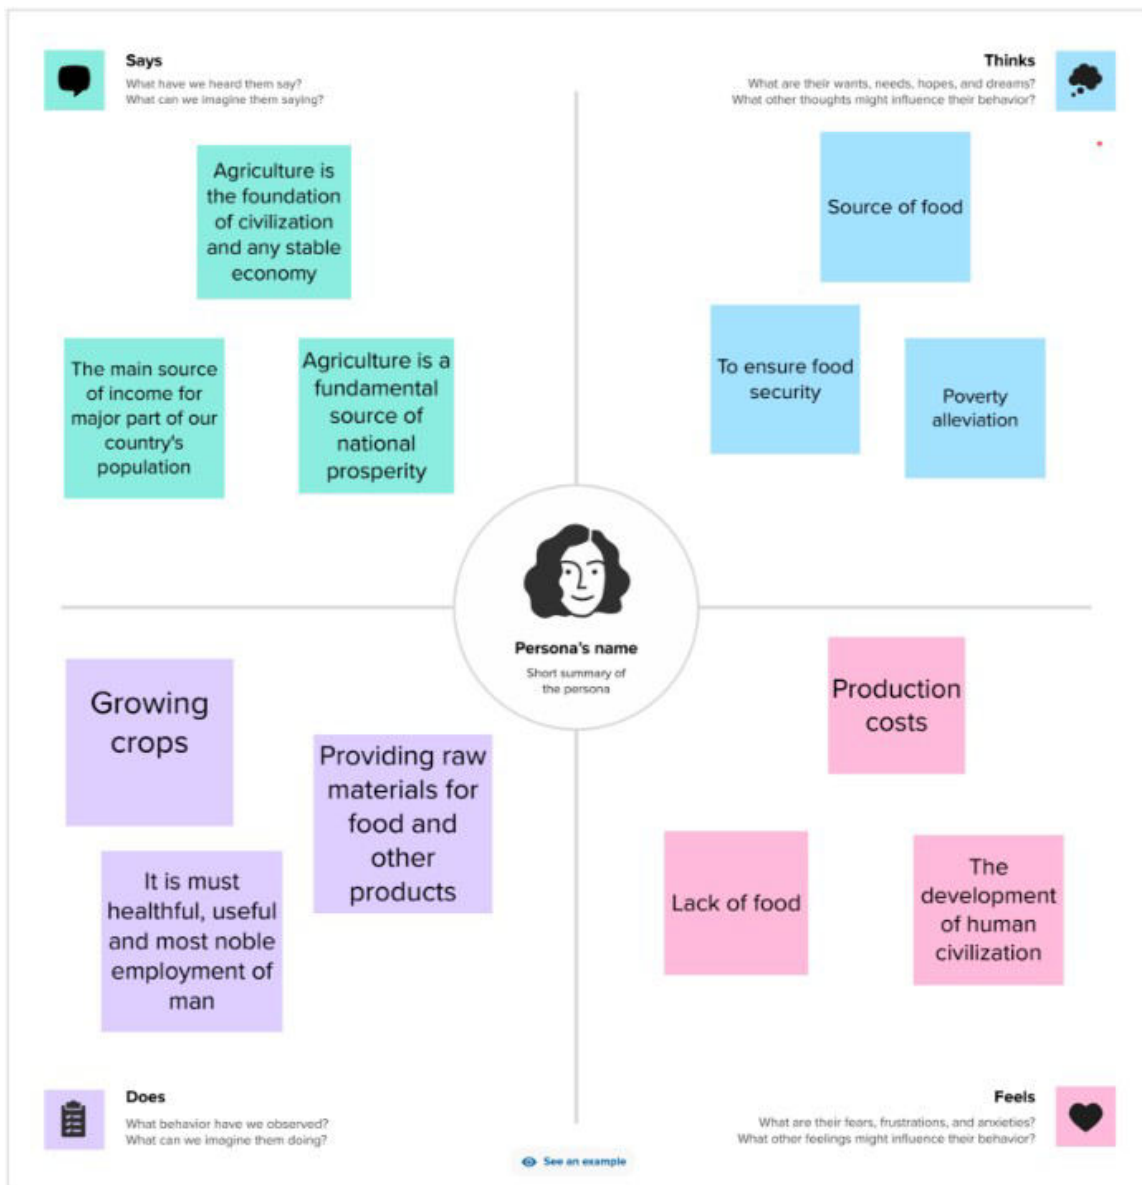 Says
What have we heard them say?
What can we imagine them saying?
Thinks
What are their wants, needs, hopes, and dreams?
What other thoughts might influence their behavior?
Agriculture is
the foundation
of civilization
and any stable
economy
The main source
of income for
major part of our
country's
population
Agriculture is a
fundamental
source of
national
prosperity
Source of food
To ensure food
security
Poverty
alleviation
Persona's name
Short summary of
the persona
Growing
crops
Providing raw
materials for
food and
other
products
It is must
healthful, useful
and most noble
employment of
man
Production
costs
Lack of food
The
development
of human
civilization
Does
What behavior have we observed?
What can we imagine them doing?
Feels
What are their fears, frustrations, and anxieties?
What other feelings might influence their behavior?
See an example